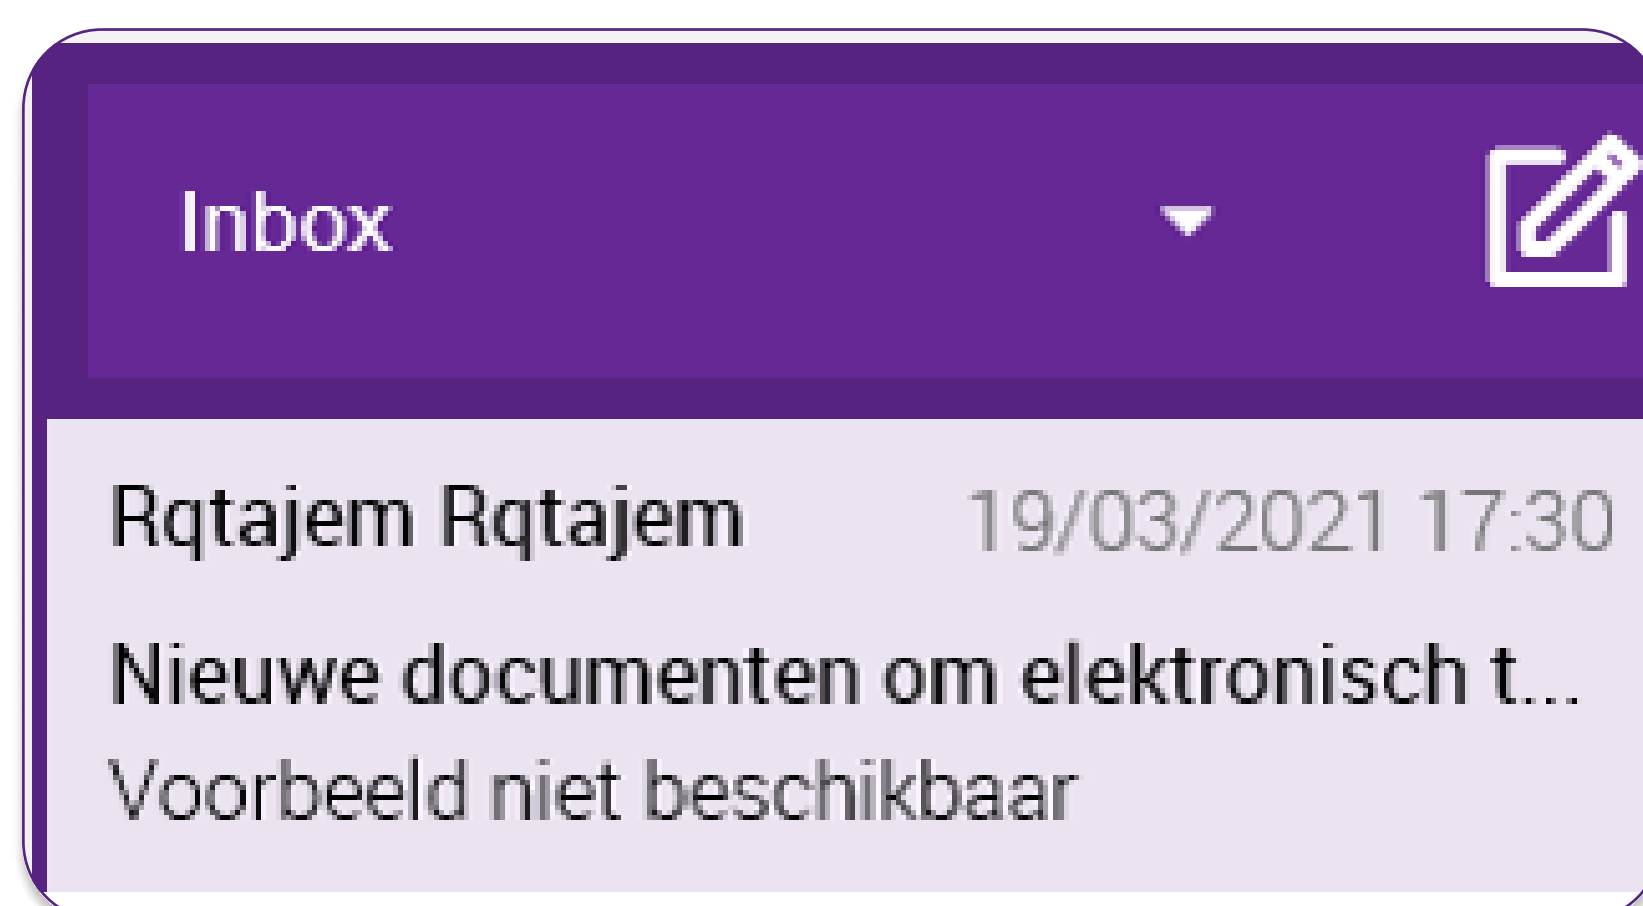 Inbox
Rqtajem Rqtajem 19/03/2021 17:30
Nieuwe documenten om elektronisch t...
Voorbeeld niet beschikbaar